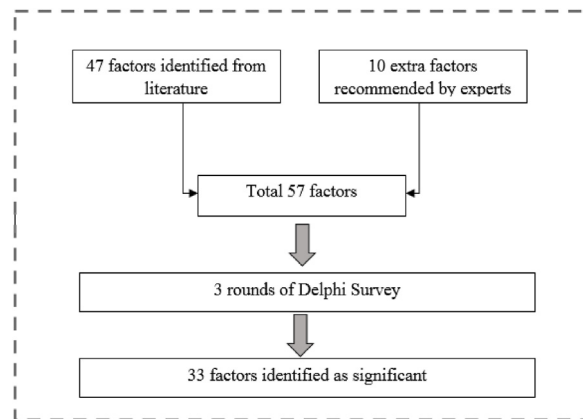 47 factors identified from
literature
10 extra factors
recommended by experts
Total 57 factors
3 rounds of Delphi Survey
33 factors identified as significant